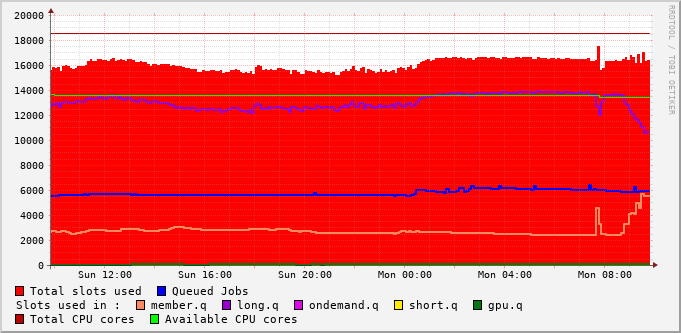 RRDTOOL / TOBI OETIKER
20000
18000
16000
14000
12000
10000
8000
6000
4000
2000
0
Sun 12:00 Sun 16:00 Sun 20:00 Mon 00:00 Mon 04:00 Mon 08:00
Total slots used Queued Jobs
Slots used in : member.q long.q ondemand.q short.q gpu.q
Total CPU cores Available CPU cores